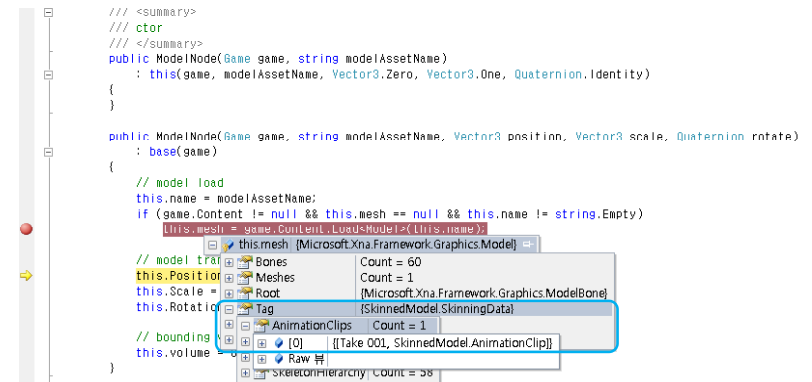 /// <summary>
/// ctor
/// </summary>
public ModelNode(Game game, string modelAssetName)
: this(game, modelAssetName, Vector3.Zero, Vector3.One, Quaternion.Identity)
{
}
public ModelNode(Game game, string modelAssetName, Vector3 position, Vector3 scale, Quaternion rotate)
: base(game)
{
// model load
this.name = modelAssetName;
if (game.Content != null && this.mesh == null && this.name != string.Empty)
this.mesh = game.Content.Load<Model>(this.name);
this.mesh {Microsoft.Xna.Framework.Graphics.Model}
// model tran
Bones Count = 60
this.Position
Meshes Count = 1
this.Scale =
Root {Microsoft.Xna.Framework.Graphics.ModelBone}
this.Rotation
Tag {SkinnedModel.SkinningData}
AnimationClips Count = 1
// bounding
[0] {[Take 001, SkinnedModel.AnimationClip]}
this.volume =
Raw 뷰
SkeletonHierarchy Count = 58
}